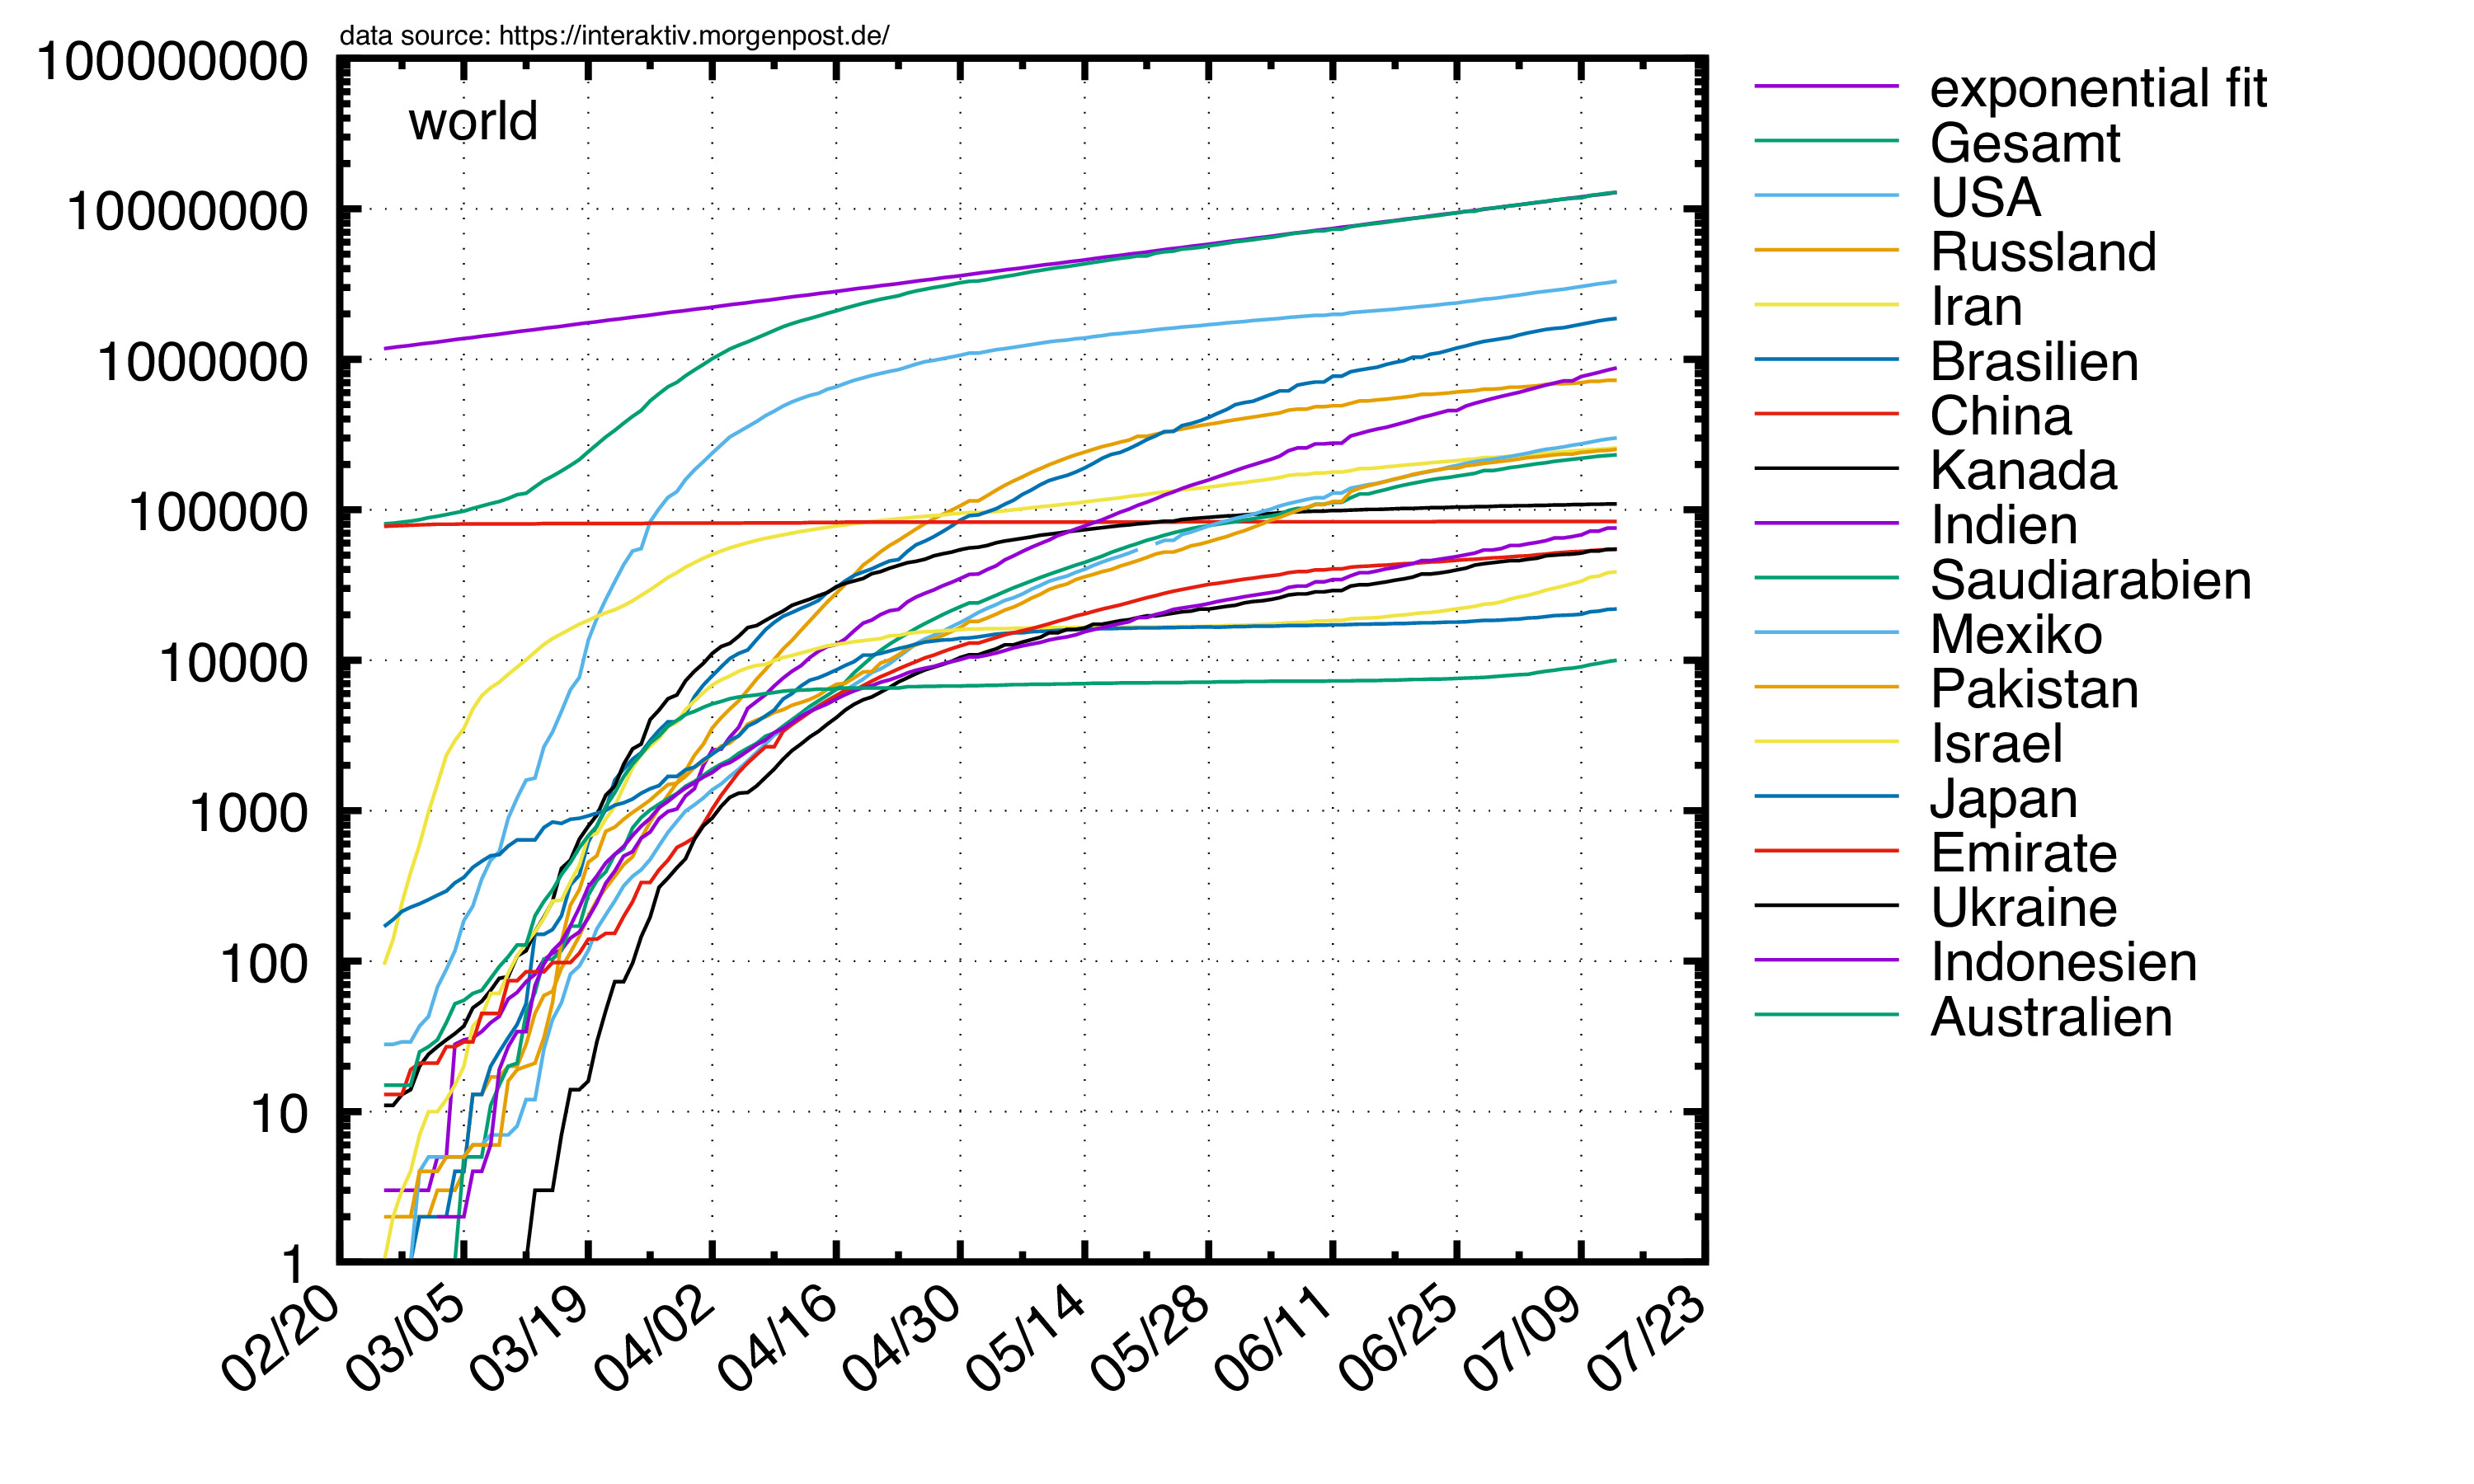 data source: https://interaktiv.morgenpost.de/
world
100000000
10000000
1000000
100000
10000
1000
100
10
1
02/20
03/05
03/19
04/02
04/16
04/30
05/14
05/28
06/11
06/25
07/09
07/23
exponential fit
Gesamt
USA
Russland
Iran
Brasilien
China
Kanada
Indien
Saudiarabien
Mexiko
Pakistan
Israel
Japan
Emirate
Ukraine
Indonesien
Australien